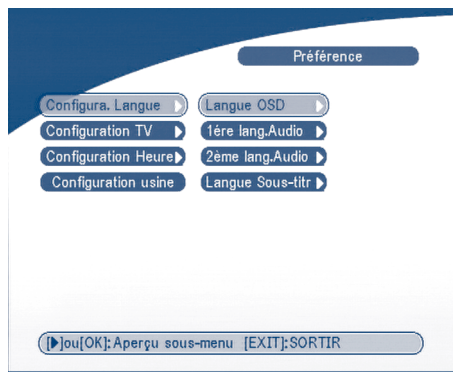 Préférence
Configura. Langue
Langue OSD
Configuration TV
1ére lang.Audio
Configuration Heure
2ème lang.Audio
Configuration usine
Langue Sous-titr
[▶]ou[OK]: Aperçu sous-menu [EXIT]:SORTIR